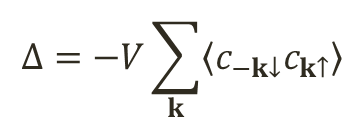 Δ = −V ∑_𝐤 ⟨c_{−𝐤↓} c_{𝐤↑}⟩